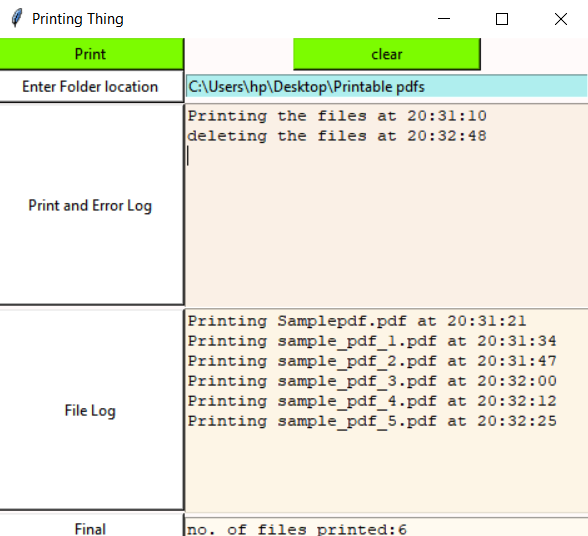 Printing Thing
Print
clear
Enter Folder location
C:\Users\hp\Desktop\Printable pdfs
Print and Error Log
Printing the files at 20:31:10
deleting the files at 20:32:48
File Log
Printing Samplepdf.pdf at 20:31:21
Printing sample_pdf_1.pdf at 20:31:34
Printing sample_pdf_2.pdf at 20:31:47
Printing sample_pdf_3.pdf at 20:32:00
Printing sample_pdf_4.pdf at 20:32:12
Printing sample_pdf_5.pdf at 20:32:25
Final
no. of files printed:6